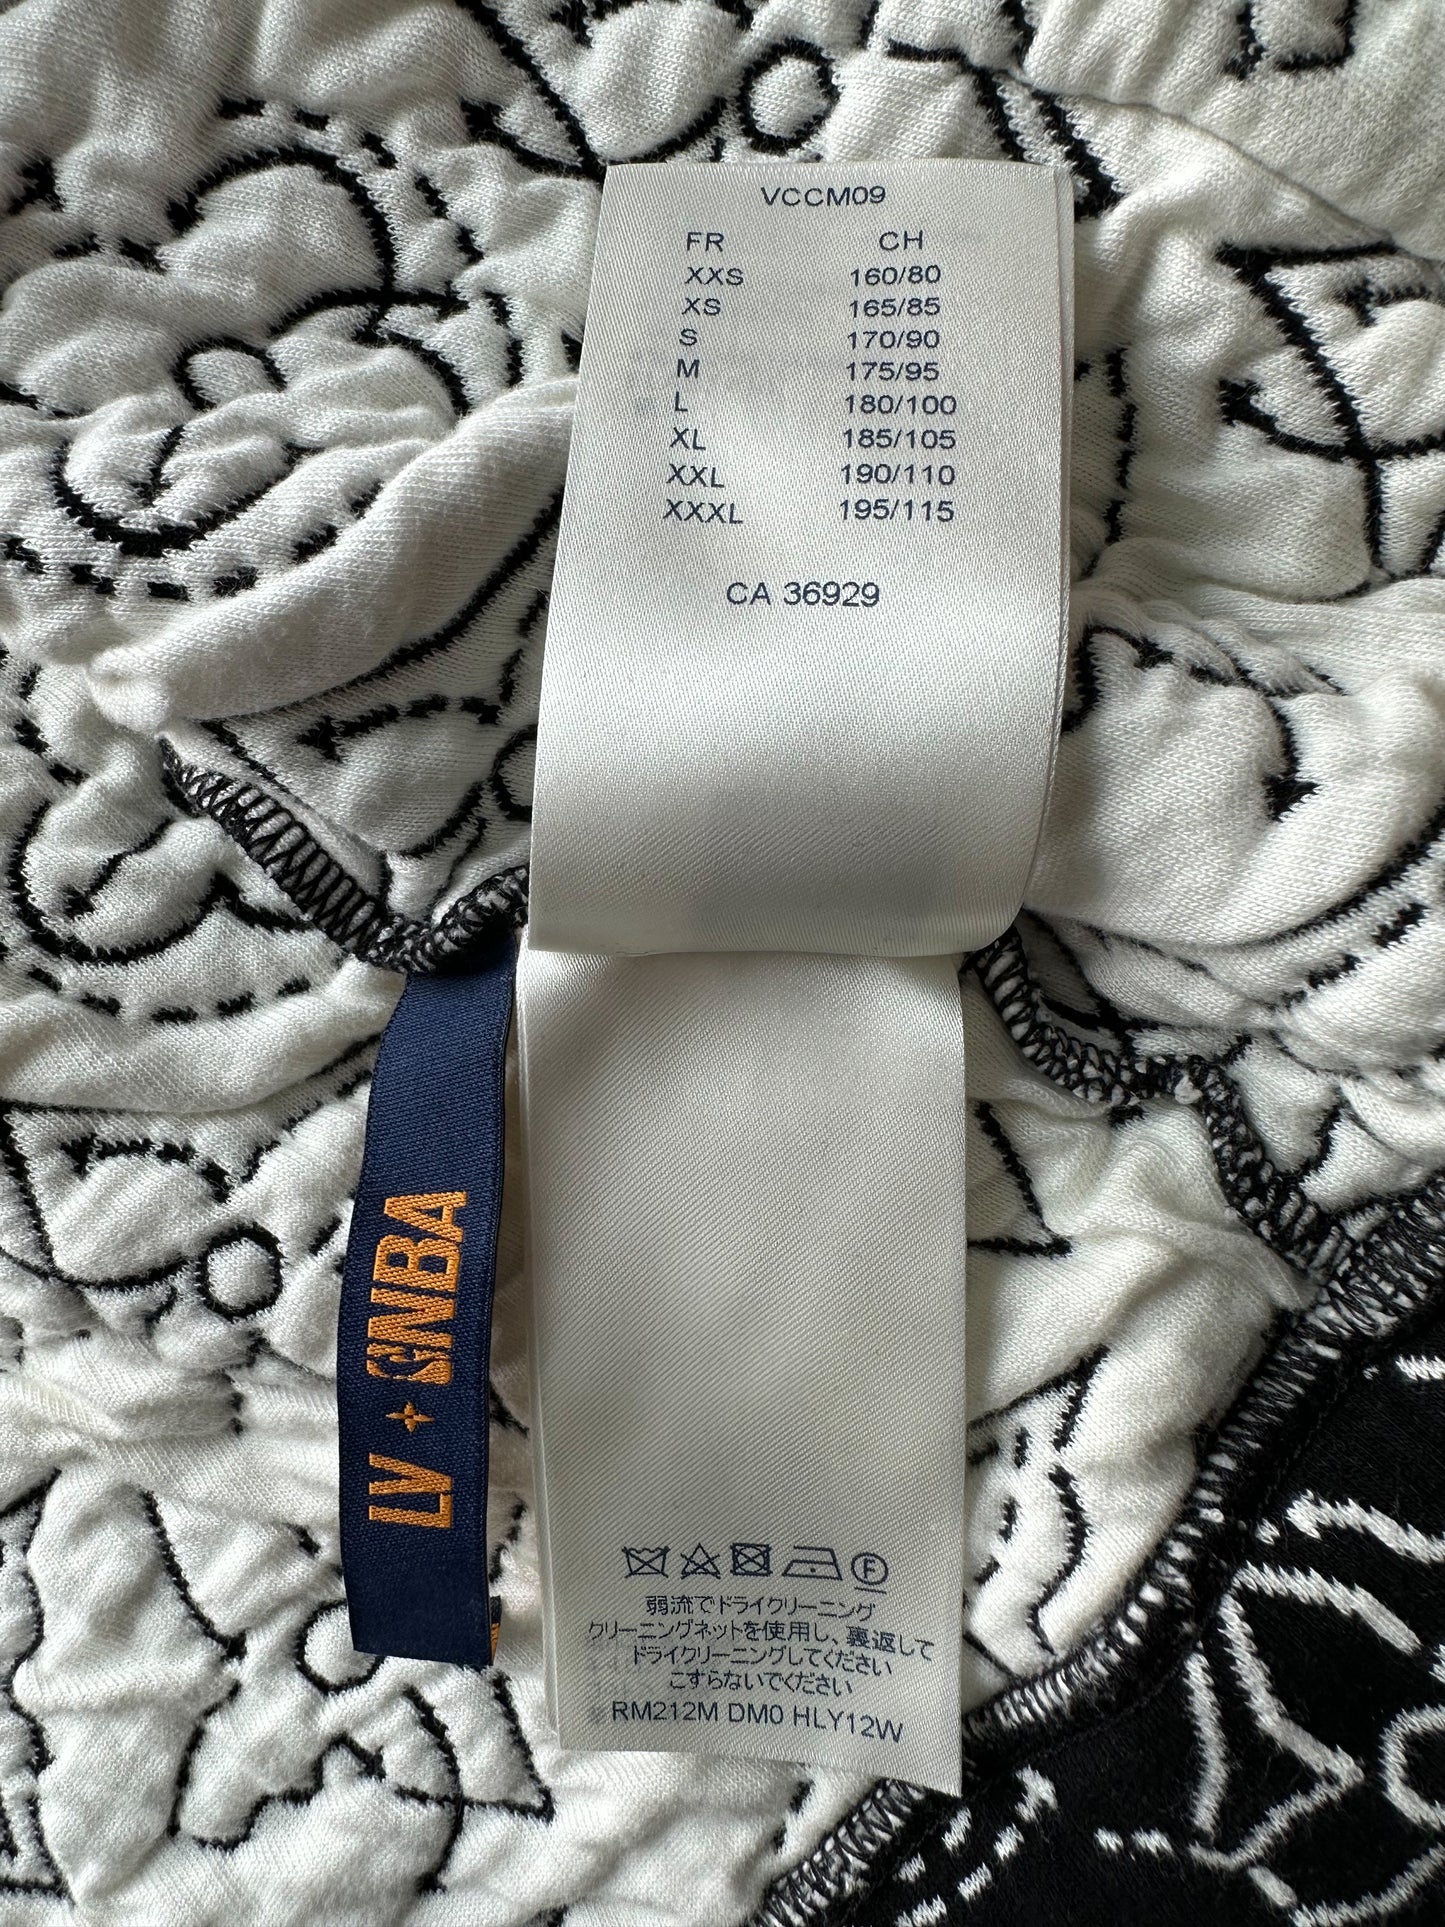 VCCM09
FR CH
XXS 160/80
XS 165/85
S 170/90
M 175/95
L 180/100
XL 185/105
XXL 190/110
XXXL 195/115
CA 36929
LV + NBA
F
弱流でドライクリーニング
クリーニングネットを使用し、裏返して
ドライクリーニングしてください
こすらないでください
RM212M DM0 HLY12W